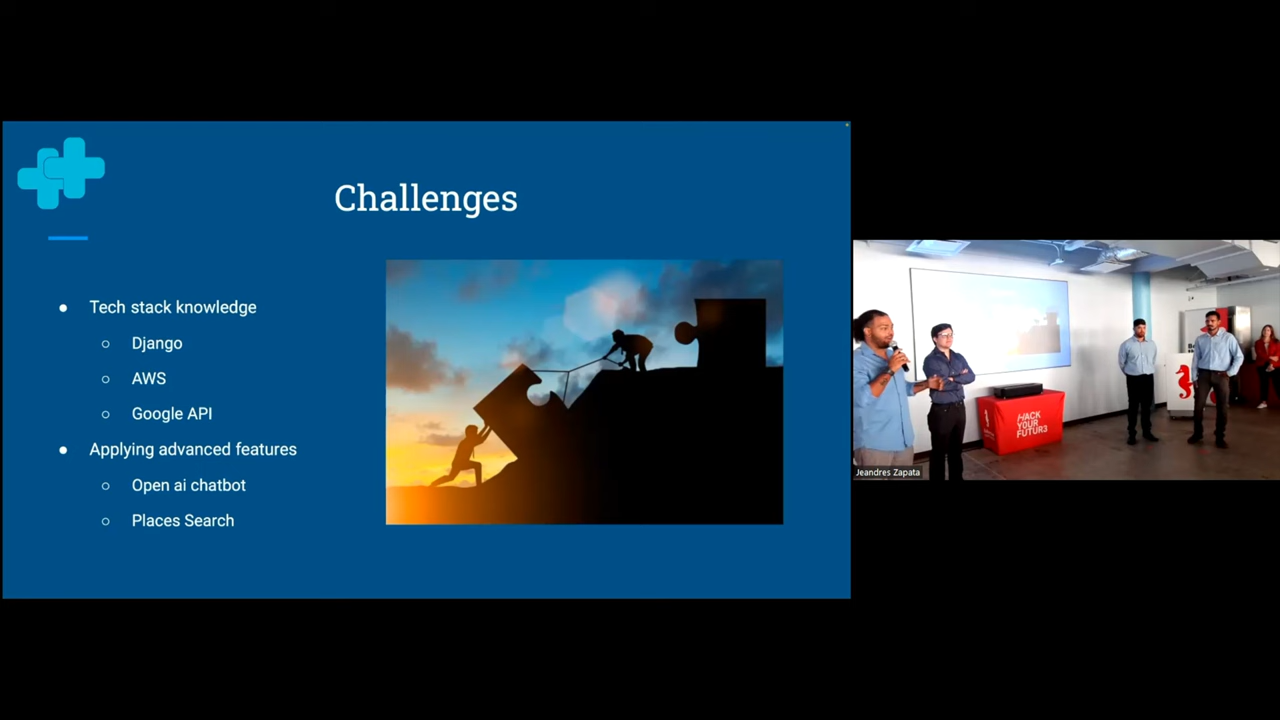 Challenges
Tech stack knowledge
Django
AWS
Google API
Applying advanced features
Open ai chatbot
Places Search
HACK
YOUR
FUTUR3
Jeandres Zapata